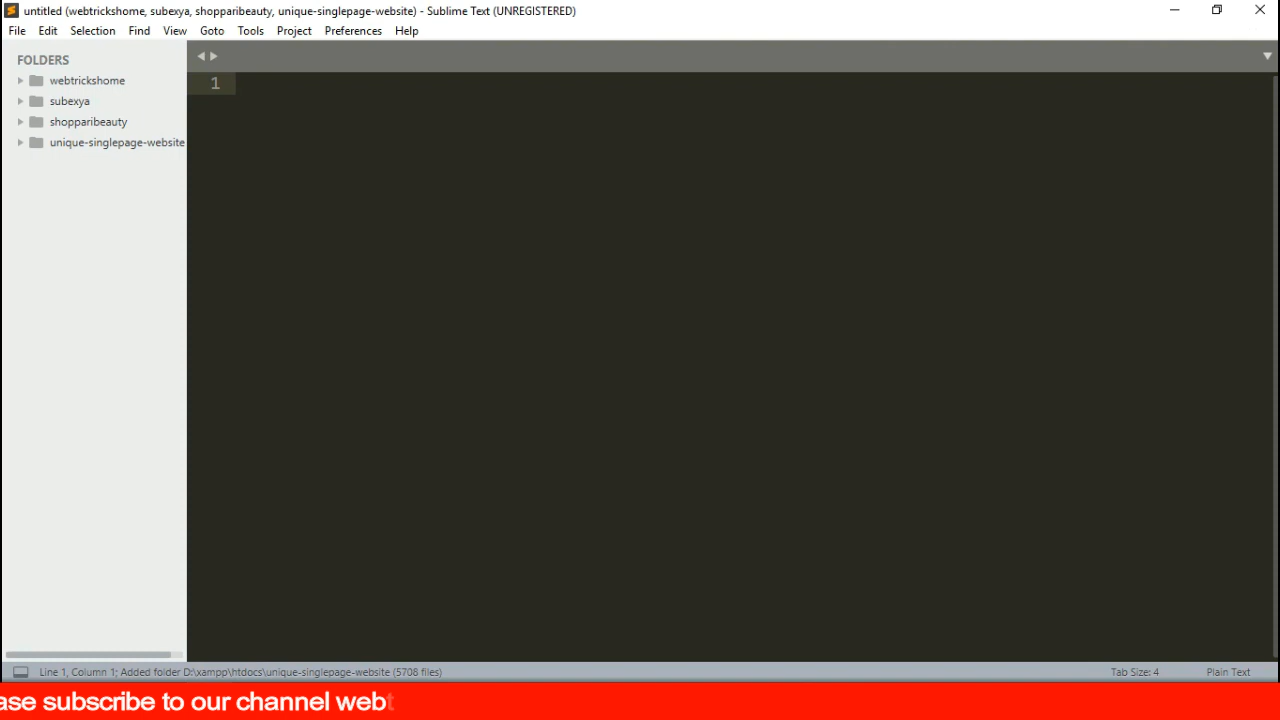 untitled (webtrickshome, subexya, shopparibeauty, unique-singlepage-website) - Sublime Text (UNREGISTERED)
File Edit Selection Find View Goto Tools Project Preferences Help
FOLDERS
webtrickshome
subexya
shopparibeauty
unique-singlepage-website
1
Line 1, Column 1; Added folder D:\xampp\htdocs\unique-singlepage-website (5708 files) Tab Size: 4 Plain Text
ase subscribe to our channel webt